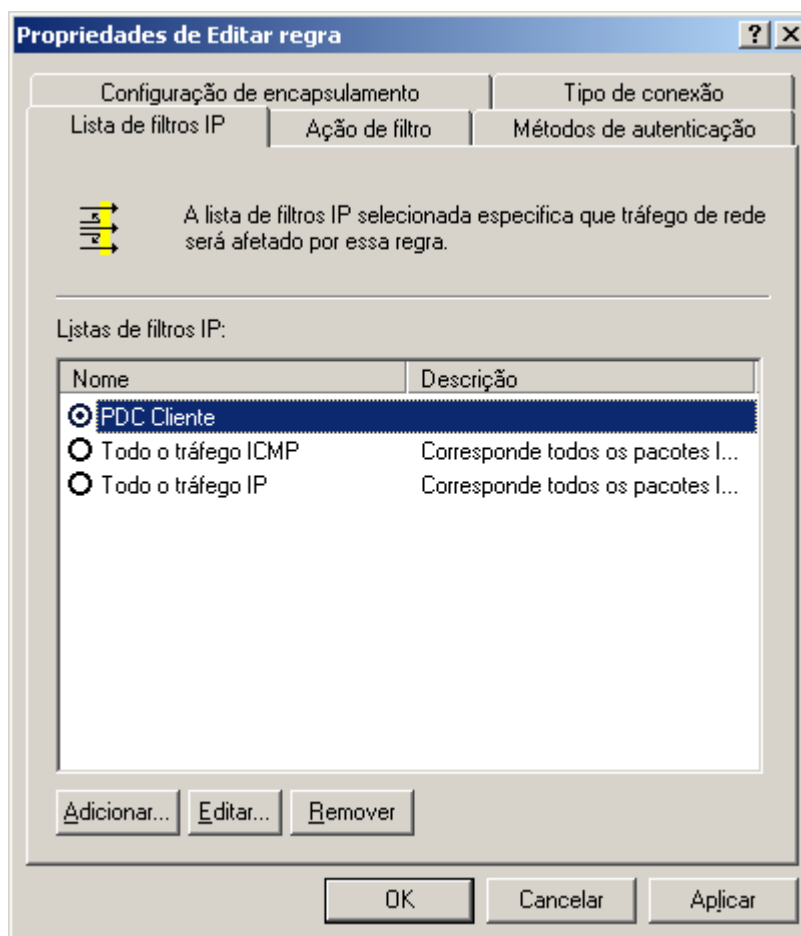 Propriedades de Editar regra
Configuração de encapsulamento Tipo de conexão
Lista de filtros IP Ação de filtro Métodos de autenticação
A lista de filtros IP selecionada especifica que tráfego de rede
será afetado por essa regra.
Listas de filtros IP:
Nome Descrição
PDC Cliente
Todo o tráfego ICMP Corresponde todos os pacotes I...
Todo o tráfego IP Corresponde todos os pacotes I...
Adicionar... Editar... Remover
OK Cancelar Aplicar